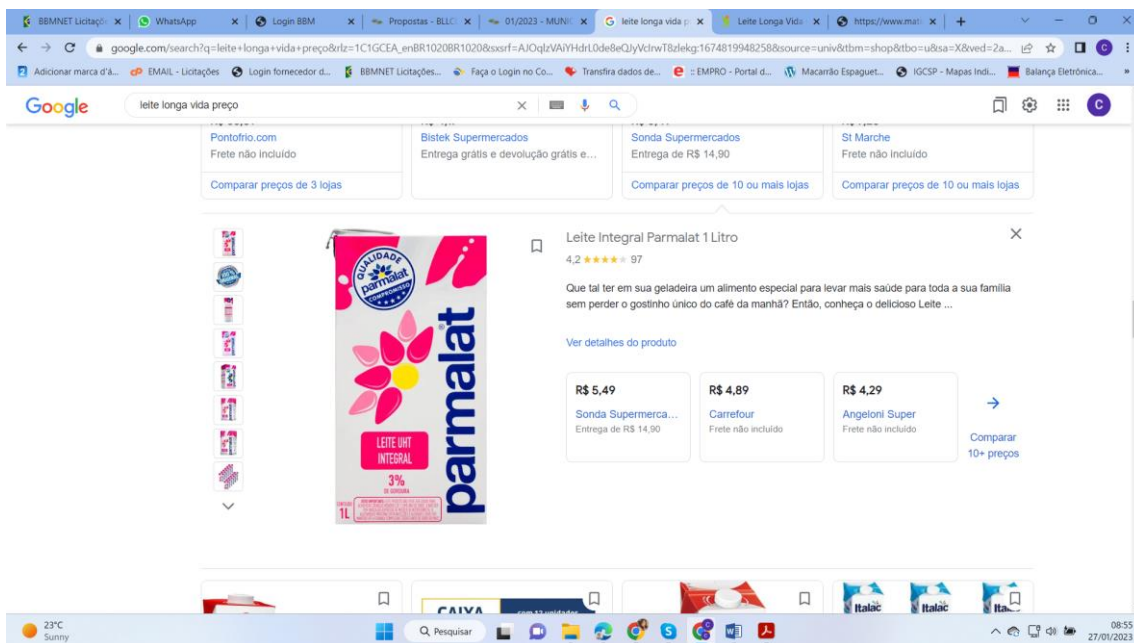 BBMNET Licitaçõ
WhatsApp
Login BBM
Propostas - BLLC
01/2023 - MUNIC
leite longa vida p
Leite Longa Vida
https://www.mat
google.com/search?q=leite+longa+vida+preço&rlz=1C1GCEA_enBR1020BR1020&sxsrf=AJOqlzVAiYHdrL0de8eQJyVclrwT8zlekg:1674819948258&source=univ&tbm=shop&tbo=u&sa=X&ved=2a...
Adicionar marca d'á...
EMAIL - Licitações
Login fornecedor d...
BBMNET Licitações...
Faça o Login no Co...
Transfira dados de...
:: EMPRO - Portal d...
Macarrão Espaguet...
IGCSP - Mapas Indi...
Balança Eletrônica...
Google
leite longa vida preço
C
Pontofrio.com
Frete não incluído
Comparar preços de 3 lojas
Bistek Supermercados
Entrega grátis e devolução grátis e...
Sonda Supermercados
Entrega de R$ 14,90
Comparar preços de 10 ou mais lojas
St Marche
Frete não incluído
Comparar preços de 10 ou mais lojas
QUALIDADE
parmalat
COMPROMISSO
parmalat
LEITE UHT
INTEGRAL
3%
DE GORDURA
1L
Leite Integral Parmalat 1 Litro
4,2 97
Que tal ter em sua geladeira um alimento especial para levar mais saúde para toda a sua família
sem perder o gostinho único do café da manhã? Então, conheça o delicioso Leite ...
Ver detalhes do produto
R$ 5,49
Sonda Supermerca...
Entrega de R$ 14,90
R$ 4,89
Carrefour
Frete não incluído
R$ 4,29
Angeloni Super
Frete não incluído
Comparar
10+ preços
CAIXA
com 12 unidades
Italac
Italac
Ita
23°C
Sunny
Pesquisar
08:55